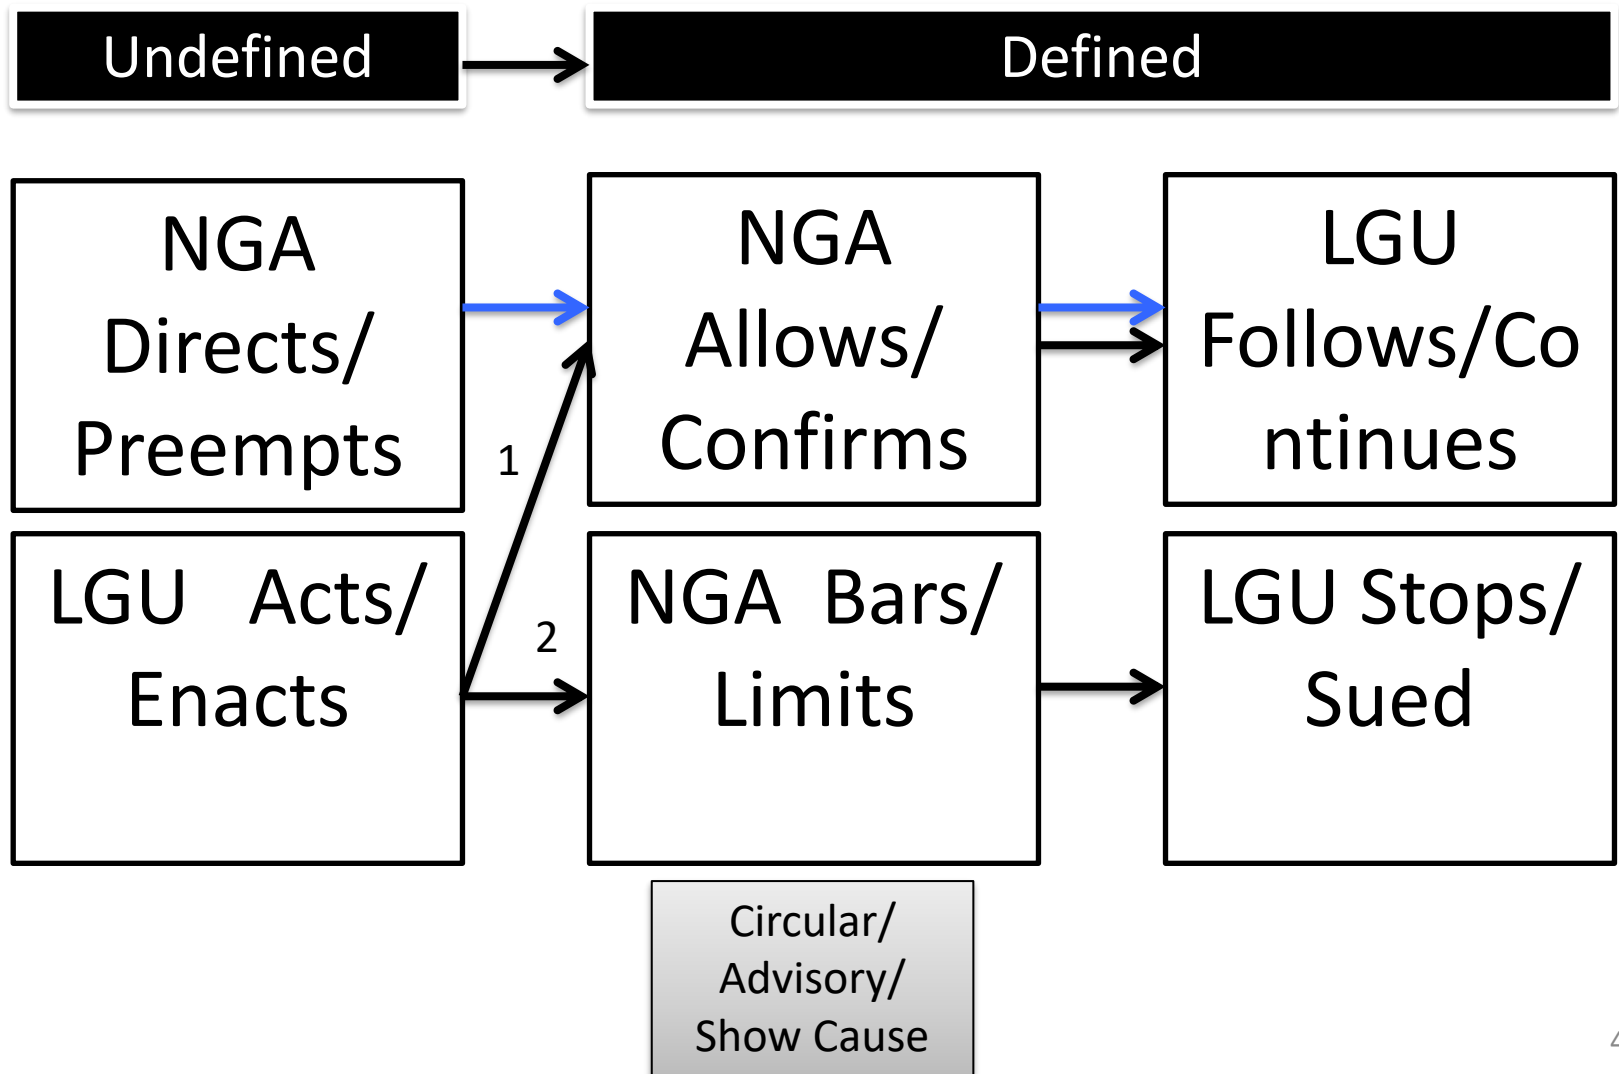 Undefined
Defined
NGA
Directs/
Preempts
NGA
Allows/
Confirms
LGU
Follows/Co
ntinues
1
2
LGU Acts/
Enacts
NGA Bars/
Limits
LGU Stops/
Sued
Circular/
Advisory/
Show Cause